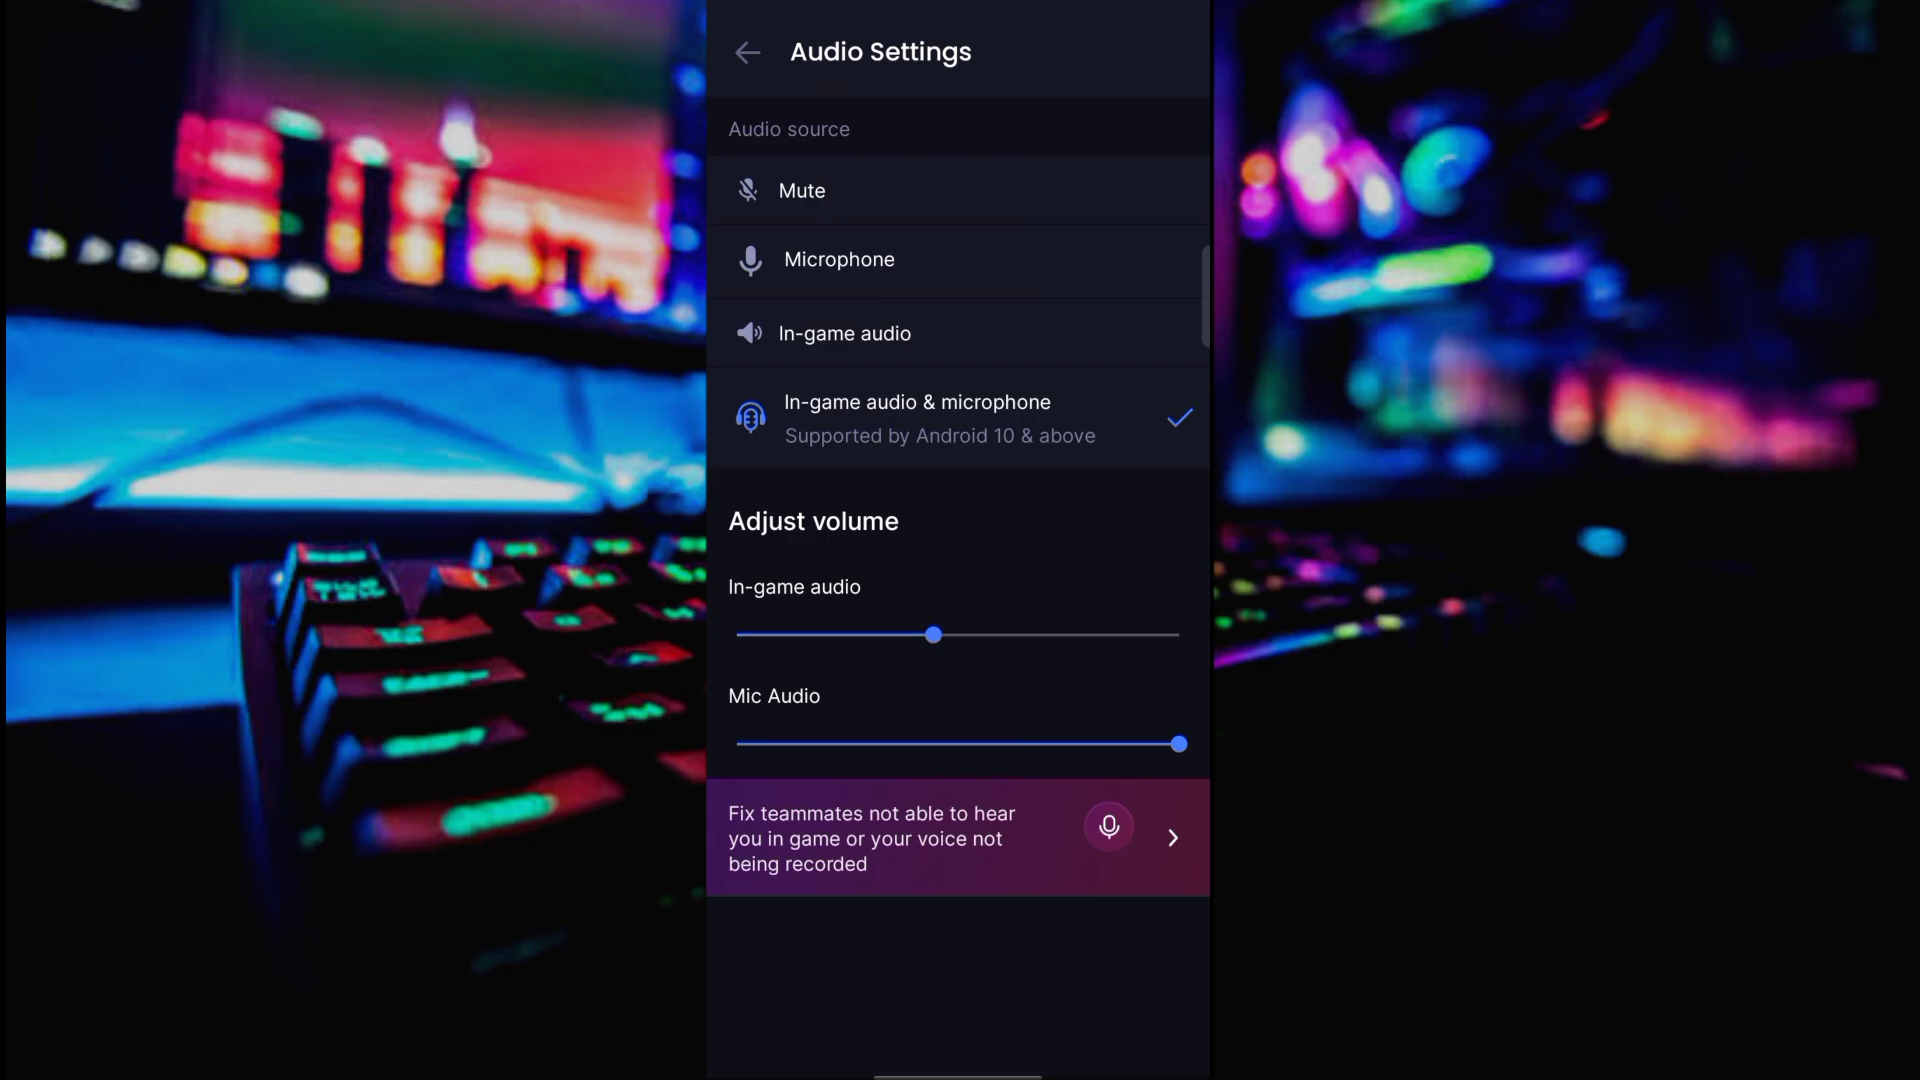 Audio Settings
Audio source
Mute
Microphone
In-game audio
In-game audio & microphone
Supported by Android 10 & above
Adjust volume
In-game audio
Mic Audio
Fix teammates not able to hear
you in game or your voice not
being recorded